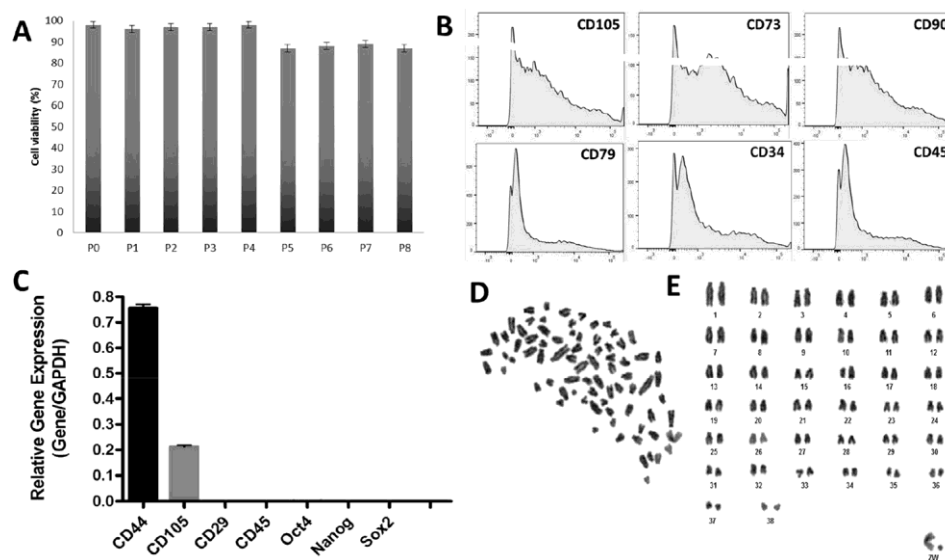 A
100
90
80
70
60
50
40
30
20
10
0
Cell viability (%)
P0 P1 P2 P3 P4 P5 P6 P7 P8
B
CD105
CD73
CD90
CD79
CD34
CD45
C
0.8
0.7
0.6
0.5
0.4
0.3
0.2
0.1
0.0
Relative Gene Expression
(Gene/GAPDH)
CD44 CD105 CD29 CD45 Oct4 Nanog Sox2
D
E
1 2 3 4 5 6
7 8 9 10 11 12
13 14 15 16 17 18
19 20 21 22 23 24
25 26 27 28 29 30
31 32 33 34 35 36
37 38
ZW